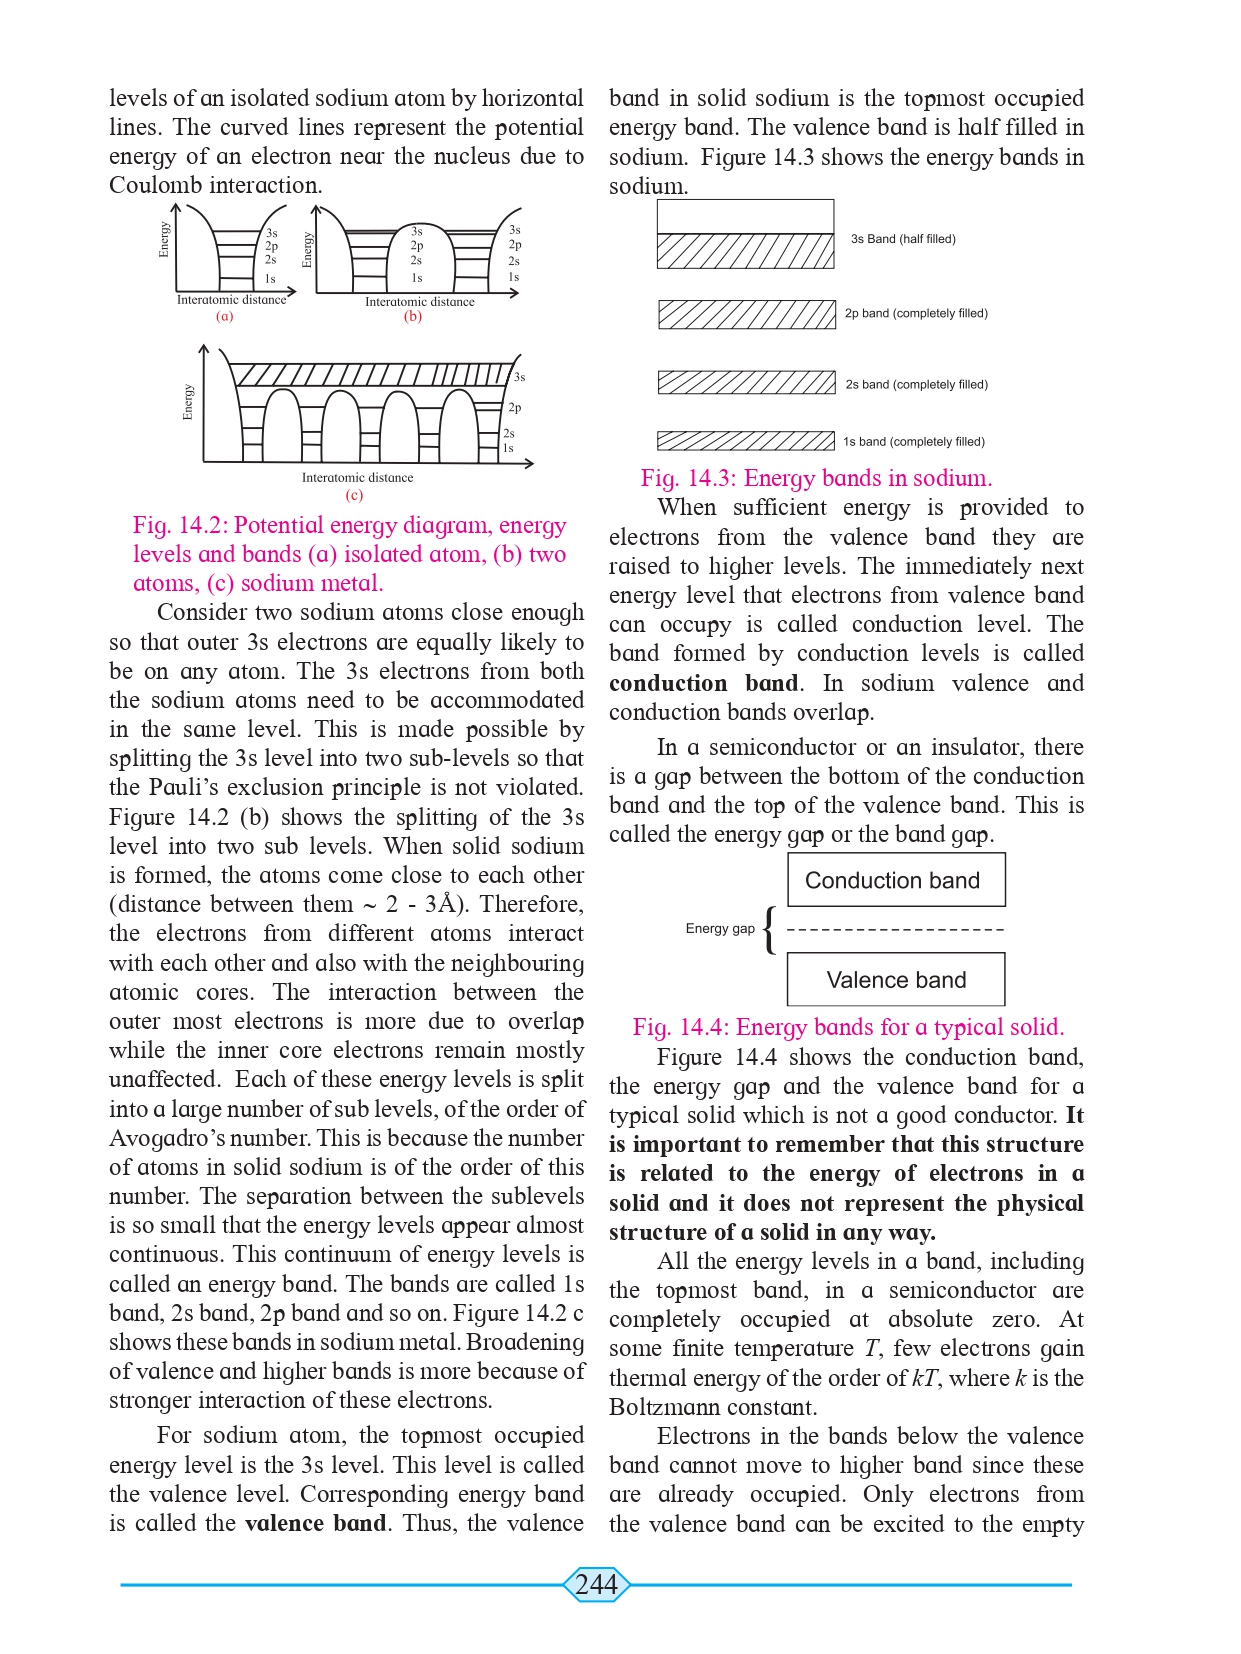 levels of an isolated sodium atom by horizontal
lines. The curved lines represent the potential
energy of an electron near the nucleus due to
Coulomb interaction.
Energy
3s
2p
2s
1s
Interatomic distance
(a)
Energy
3s
2p
2s
1s
3s
2p
2s
1s
Interatomic distance
(b)
Energy
3s
2p
2s
1s
Interatomic distance
(c)
Fig. 14.2: Potential energy diagram, energy
levels and bands (a) isolated atom, (b) two
atoms, (c) sodium metal.
Consider two sodium atoms close enough
so that outer 3s electrons are equally likely to
be on any atom. The 3s electrons from both
the sodium atoms need to be accommodated
in the same level. This is made possible by
splitting the 3s level into two sub-levels so that
the Pauli's exclusion principle is not violated.
Figure 14.2 (b) shows the splitting of the 3s
level into two sub levels. When solid sodium
is formed, the atoms come close to each other
(distance between them ~ 2 - 3Å). Therefore,
the electrons from different atoms interact
with each other and also with the neighbouring
atomic cores. The interaction between the
outer most electrons is more due to overlap
while the inner core electrons remain mostly
unaffected. Each of these energy levels is split
into a large number of sub levels, of the order of
Avogadro's number. This is because the number
of atoms in solid sodium is of the order of this
number. The separation between the sublevels
is so small that the energy levels appear almost
continuous. This continuum of energy levels is
called an energy band. The bands are called 1s
band, 2s band, 2p band and so on. Figure 14.2 c
shows these bands in sodium metal. Broadening
of valence and higher bands is more because of
stronger interaction of these electrons.
For sodium atom, the topmost occupied
energy level is the 3s level. This level is called
the valence level. Corresponding energy band
is called the valence band. Thus, the valence
band in solid sodium is the topmost occupied
energy band. The valence band is half filled in
sodium. Figure 14.3 shows the energy bands in
sodium.
3s Band (half filled)
2p band (completely filled)
2s band (completely filled)
1s band (completely filled)
Fig. 14.3: Energy bands in sodium.
When sufficient energy is provided to
electrons from the valence band they are
raised to higher levels. The immediately next
energy level that electrons from valence band
can occupy is called conduction level. The
band formed by conduction levels is called
conduction band. In sodium valence and
conduction bands overlap.
In a semiconductor or an insulator, there
is a gap between the bottom of the conduction
band and the top of the valence band. This is
called the energy gap or the band gap.
Conduction band
Energy gap
Valence band
Fig. 14.4: Energy bands for a typical solid.
Figure 14.4 shows the conduction band,
the energy gap and the valence band for a
typical solid which is not a good conductor. It
is important to remember that this structure
is related to the energy of electrons in a
solid and it does not represent the physical
structure of a solid in any way.
All the energy levels in a band, including
the topmost band, in a semiconductor are
completely occupied at absolute zero. At
some finite temperature T, few electrons gain
thermal energy of the order of kT, where k is the
Boltzmann constant.
Electrons in the bands below the valence
band cannot move to higher band since these
are already occupied. Only electrons from
the valence band can be excited to the empty
244